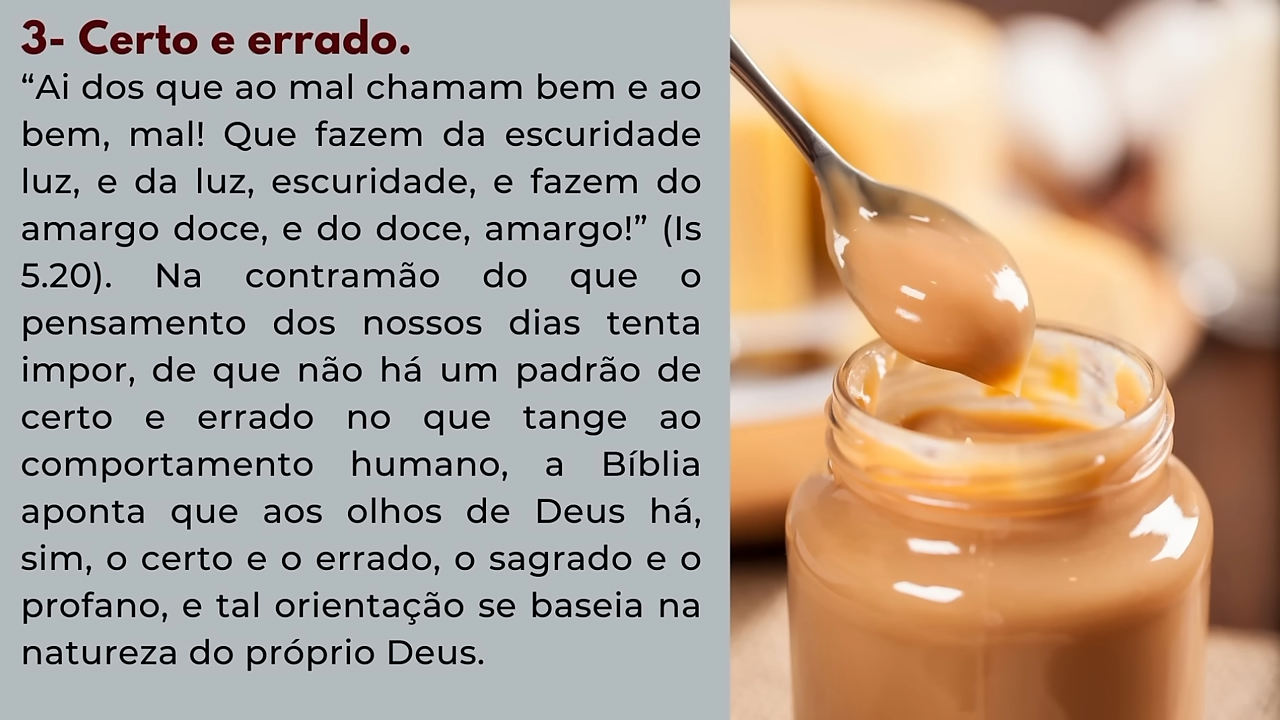 3- Certo e errado.
“Ai dos que ao mal chamam bem e ao
bem, mal! Que fazem da escuridade
luz, e da luz, escuridade, e fazem do
amargo doce, e do doce, amargo!” (Is
5.20). Na contramão do que o
pensamento dos nossos dias tenta
impor, de que não há um padrão de
certo e errado no que tange ao
comportamento humano, a Bíblia
aponta que aos olhos de Deus há,
sim, o certo e o errado, o sagrado e o
profano, e tal orientação se baseia na
natureza do próprio Deus.